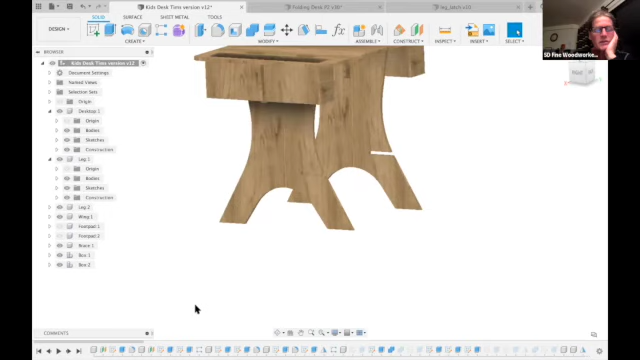 Kids Desk Tims version v12*
Folding Desk #2 v30*
leg_latch v10
DESIGN
SOLID
SURFACE
SHEET METAL
TOOLS
CREATE
MODIFY
ASSEMBLE
CONSTRUCT
INSPECT
INSERT
SELECT
SD Fine Woodworke...
BROWSER
Kids Desk Tims version v12
Document Settings
Named Views
Selection Sets
Origin
Desktop:1
Origin
Bodies
Sketches
Construction
Leg:1
Origin
Bodies
Sketches
Construction
Leg:2
Wing:1
Footpad:1
Footpad:2
Box:1
Box:2
COMMENTS